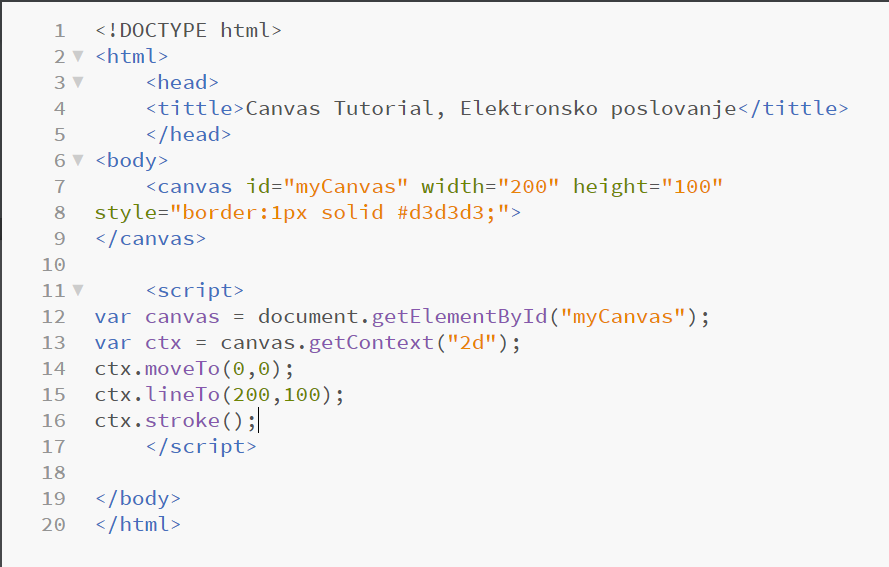 1 <!DOCTYPE html>
2 <html>
3     <head>
4     <tittle>Canvas Tutorial, Elektronsko poslovanje</tittle>
5     </head>
6 <body>
7     <canvas id="myCanvas" width="200" height="100"
8 style="border:1px solid #d3d3d3;">
9 </canvas>
10
11     <script>
12 var canvas = document.getElementById("myCanvas");
13 var ctx = canvas.getContext("2d");
14 ctx.moveTo(0,0);
15 ctx.lineTo(200,100);
16 ctx.stroke();
17     </script>
18
19 </body>
20 </html>